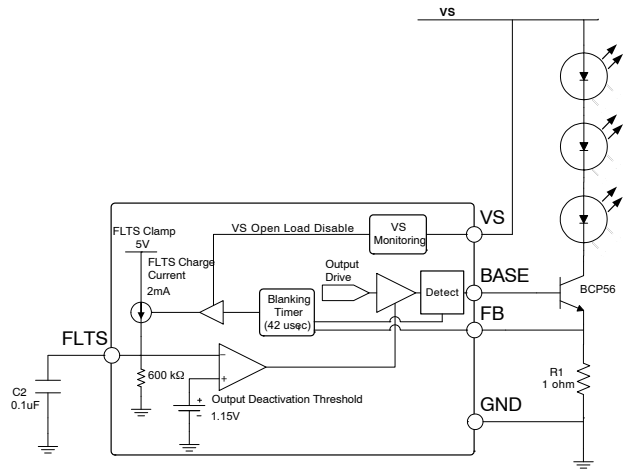 VS
FLTS Clamp
5V
VS Open Load Disable
VS
Monitoring
VS
FLTS Charge
Current
2mA
Output
Drive
Detect
BASE
BCP56
Blanking
Timer
(42 usec)
FB
FLTS
600 kΩ
R1
1 ohm
C2
0.1uF
Output Deactivation Threshold
1.15V
GND